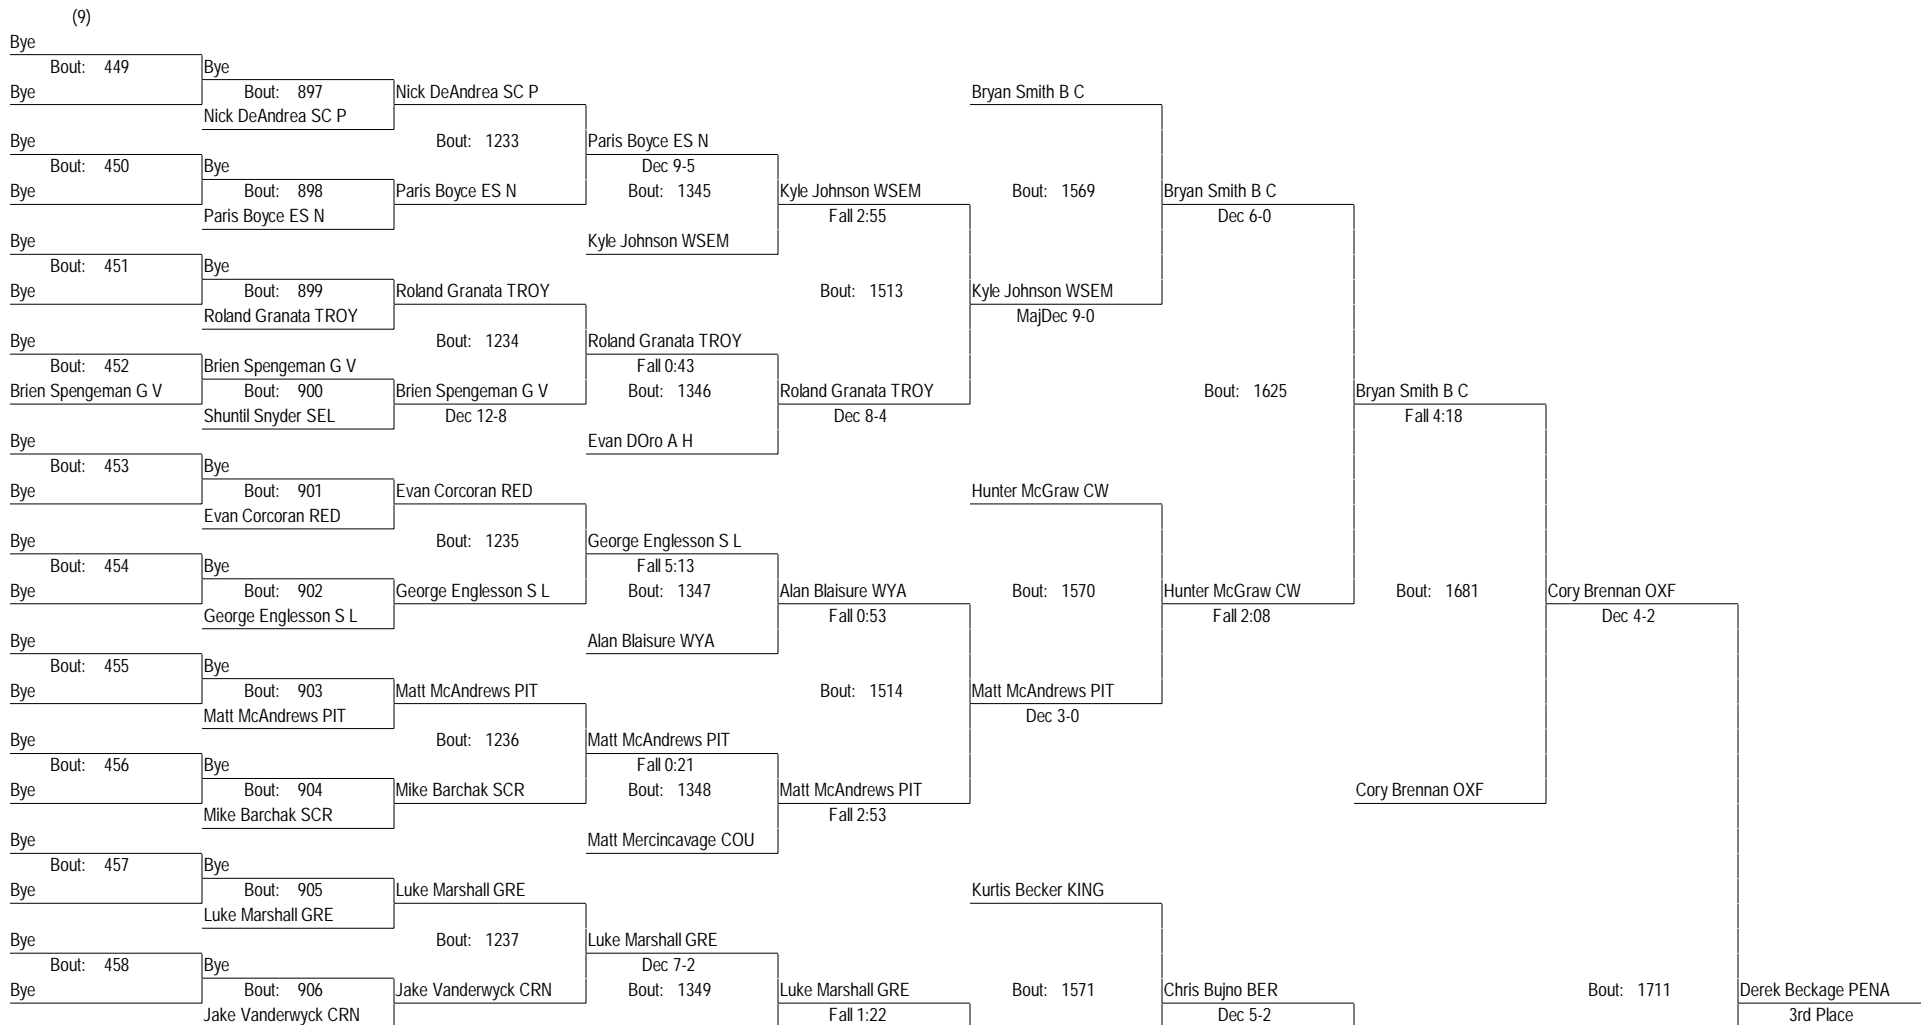 (9)
Bye
Bout: 449 Bye
Bye Bout: 897 Nick DeAndrea SC P Bryan Smith B C
Nick DeAndrea SC P
Bye Bout: 1233 Paris Boyce ES N
Bout: 450 Bye Dec 9-5
Bye Bout: 898 Paris Boyce ES N Bout: 1345 Kyle Johnson WSEM Bout: 1569 Bryan Smith B C
Paris Boyce ES N Fall 2:55 Dec 6-0
Bye Kyle Johnson WSEM
Bout: 451 Bye
Bye Bout: 899 Roland Granata TROY Bout: 1513 Kyle Johnson WSEM
Roland Granata TROY MajDec 9-0
Bye Bout: 1234 Roland Granata TROY
Bout: 452 Brien Spengeman G V Fall 0:43
Brien Spengeman G V Bout: 900 Brien Spengeman G V Bout: 1346 Roland Granata TROY Bout: 1625 Bryan Smith B C
Shuntil Snyder SEL Dec 12-8 Dec 8-4 Fall 4:18
Bye Evan DOro A H
Bout: 453 Bye
Bye Bout: 901 Evan Corcoran RED Hunter McGraw CW
Evan Corcoran RED
Bye Bout: 1235 George Englesson S L
Bout: 454 Bye Fall 5:13
Bye Bout: 902 George Englesson S L Bout: 1347 Alan Blaisure WYA Bout: 1570 Hunter McGraw CW Bout: 1681 Cory Brennan OXF
George Englesson S L Fall 0:53 Fall 2:08 Dec 4-2
Bye Alan Blaisure WYA
Bout: 455 Bye
Bye Bout: 903 Matt McAndrews PIT Bout: 1514 Matt McAndrews PIT
Matt McAndrews PIT Dec 3-0
Bye Bout: 1236 Matt McAndrews PIT
Bout: 456 Bye Fall 0:21
Bye Bout: 904 Mike Barchak SCR Bout: 1348 Matt McAndrews PIT Cory Brennan OXF
Mike Barchak SCR Fall 2:53
Bye Matt Mercincavage COU
Bout: 457 Bye
Bye Bout: 905 Luke Marshall GRE Kurtis Becker KING
Luke Marshall GRE
Bye Bout: 1237 Luke Marshall GRE
Bout: 458 Bye Dec 7-2
Bye Bout: 906 Jake Vanderwyck CRN Bout: 1349 Luke Marshall GRE Bout: 1571 Chris Bujno BER Bout: 1711 Derek Beckage PENA
Jake Vanderwyck CRN Fall 1:22 Dec 5-2 3rd Place